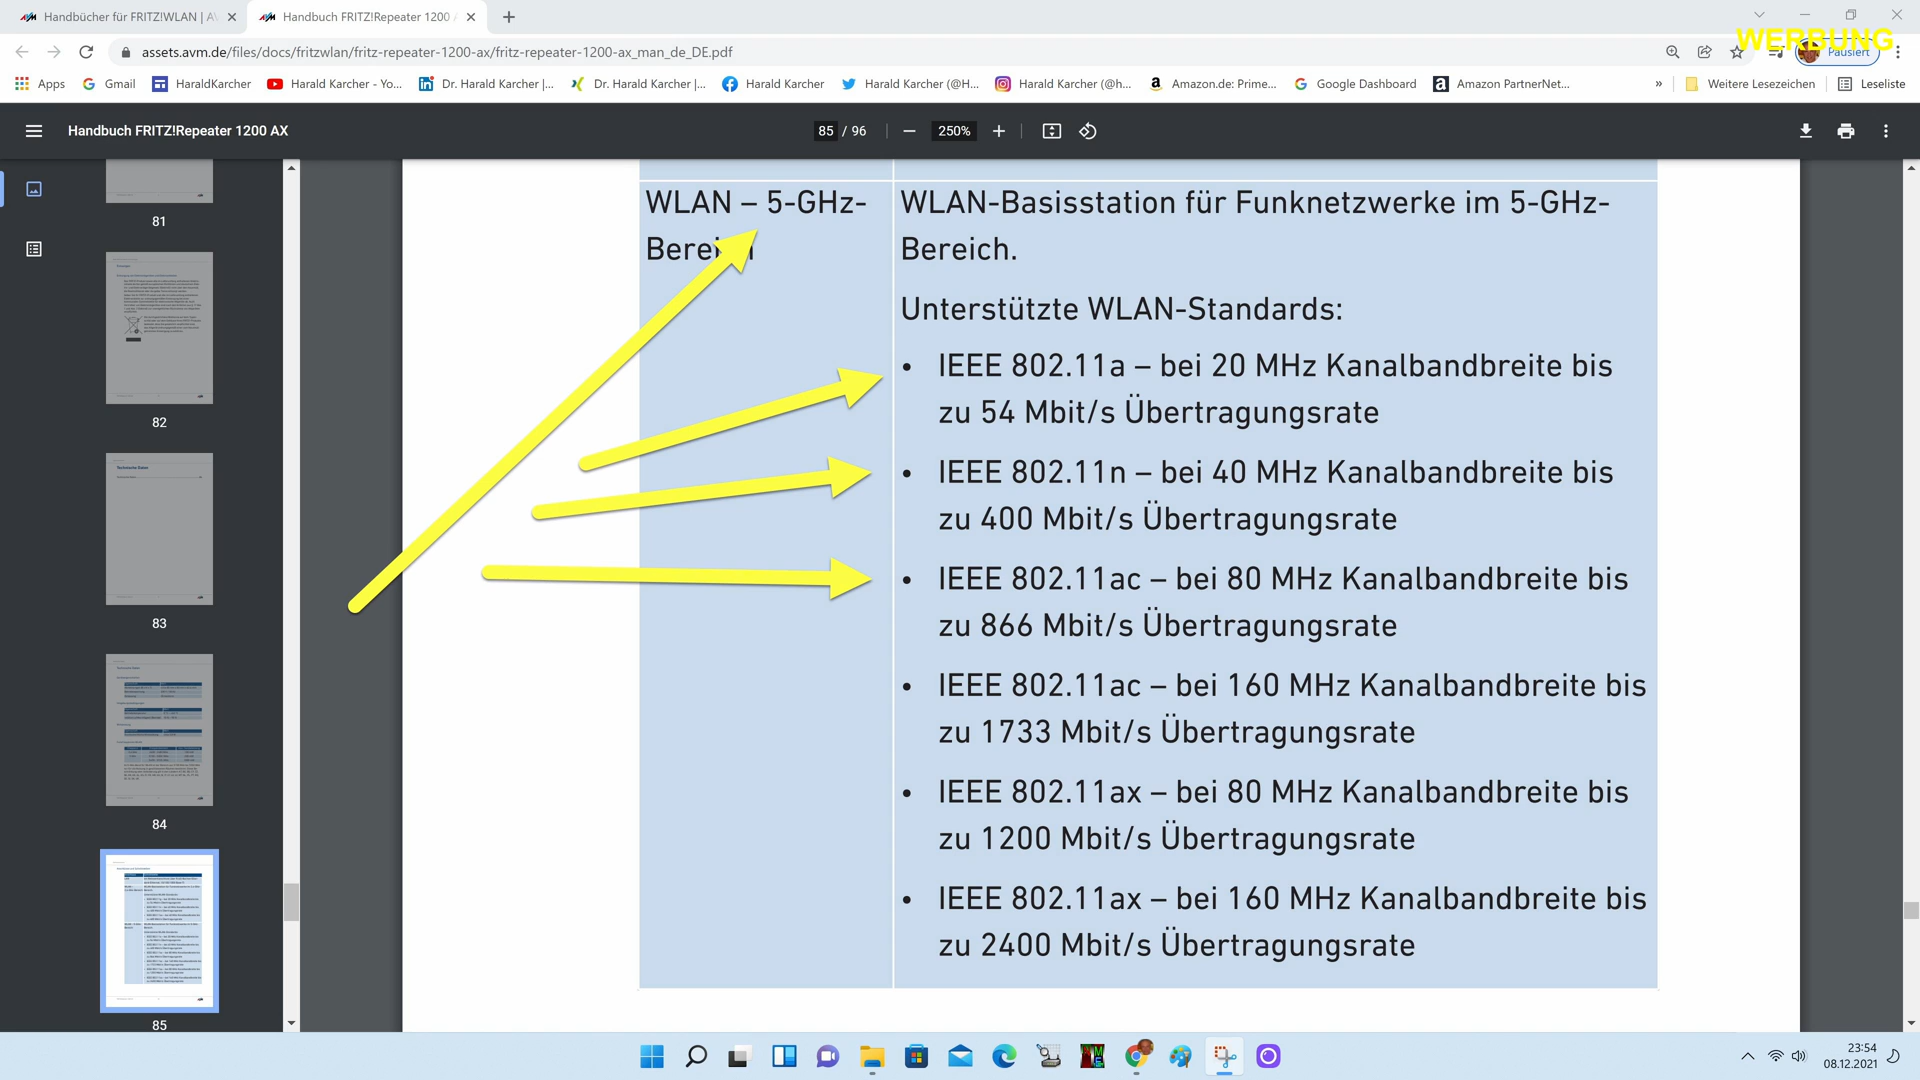 Handbücher für FRITZ!WLAN | AV
Handbuch FRITZ!Repeater 1200 A
WERBUNG
assets.avm.de/files/docs/fritzwlan/fritz-repeater-1200-ax/fritz-repeater-1200-ax_man_de_DE.pdf
Pausiert
Apps
Gmail
HaraldKarcher
Harald Karcher - Yo...
Dr. Harald Karcher |...
Dr. Harald Karcher |...
Harald Karcher
Harald Karcher (@H...
Harald Karcher (@h...
Amazon.de: Prime...
Google Dashboard
Amazon PartnerNet...
»
Weitere Lesezeichen
Leseliste
Handbuch FRITZ!Repeater 1200 AX
85 / 96
250%
81
82
83
84
85
WLAN – 5-GHz-
Bereich
WLAN-Basisstation für Funknetzwerke im 5-GHz-
Bereich.
Unterstützte WLAN-Standards:
• IEEE 802.11a – bei 20 MHz Kanalbandbreite bis
zu 54 Mbit/s Übertragungsrate
• IEEE 802.11n – bei 40 MHz Kanalbandbreite bis
zu 400 Mbit/s Übertragungsrate
• IEEE 802.11ac – bei 80 MHz Kanalbandbreite bis
zu 866 Mbit/s Übertragungsrate
• IEEE 802.11ac – bei 160 MHz Kanalbandbreite bis
zu 1733 Mbit/s Übertragungsrate
• IEEE 802.11ax – bei 80 MHz Kanalbandbreite bis
zu 1200 Mbit/s Übertragungsrate
• IEEE 802.11ax – bei 160 MHz Kanalbandbreite bis
zu 2400 Mbit/s Übertragungsrate
23:54
08.12.2021